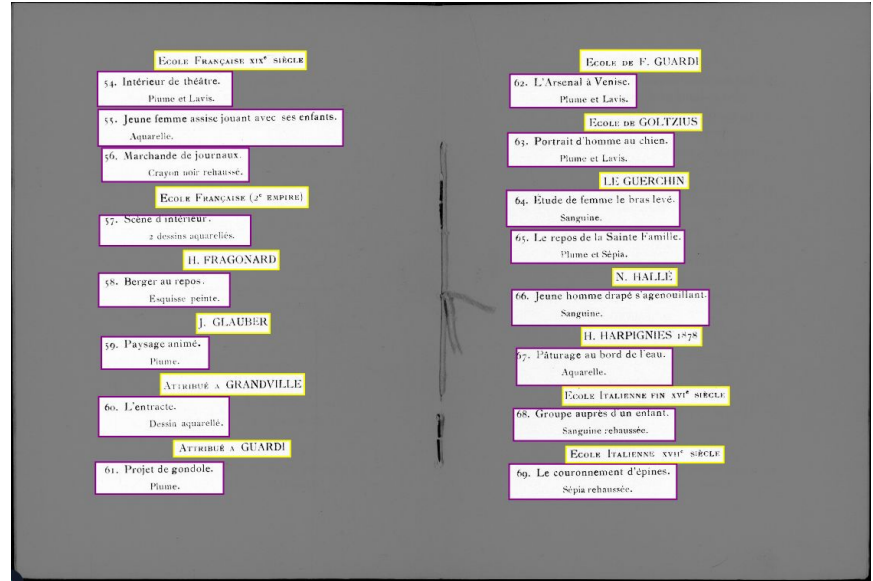 ECOLE FRANÇAISE XIXe SIÈCLE
54. Intérieur de théâtre.
Plume et Lavis.
55. Jeune femme assise jouant avec ses enfants.
Aquarelle.
56. Marchande de journaux.
Crayon noir rehaussé.
ECOLE FRANÇAISE (2e EMPIRE)
57. Scène d'intérieur.
2 dessins aquarellés.
H. FRAGONARD
58. Berger au repos.
Esquisse peinte.
J. GLAUBER
59. Paysage animé.
Plume.
ATTRIBUÉ A GRANDVILLE
60. L'entracte.
Dessin aquarellé.
ATTRIBUÉ A GUARDI
61. Projet de gondole.
Plume.
ECOLE DE F. GUARDI
62. L'Arsenal à Venise.
Plume et Lavis.
ECOLE DE GOLTZIUS
63. Portrait d'homme au chien.
Plume et Lavis.
LE GUERCHIN
64. Etude de femme le bras levé.
Sanguine.
65. Le repos de la Sainte Famille.
Plume et Sépia.
N. HALLÉ
66. Jeune homme drapé s'agenouillant.
Sanguine.
H. HARPIGNIES 1878
67. Pâturage au bord de l'eau.
Aquarelle.
ECOLE ITALIENNE FIN XVIe SIÈCLE
68. Groupe auprès d'un enfant.
Sanguine rehaussée.
ECOLE ITALIENNE XVIIe SIÈCLE
69. Le couronnement d'épines.
Sépia rehaussée.